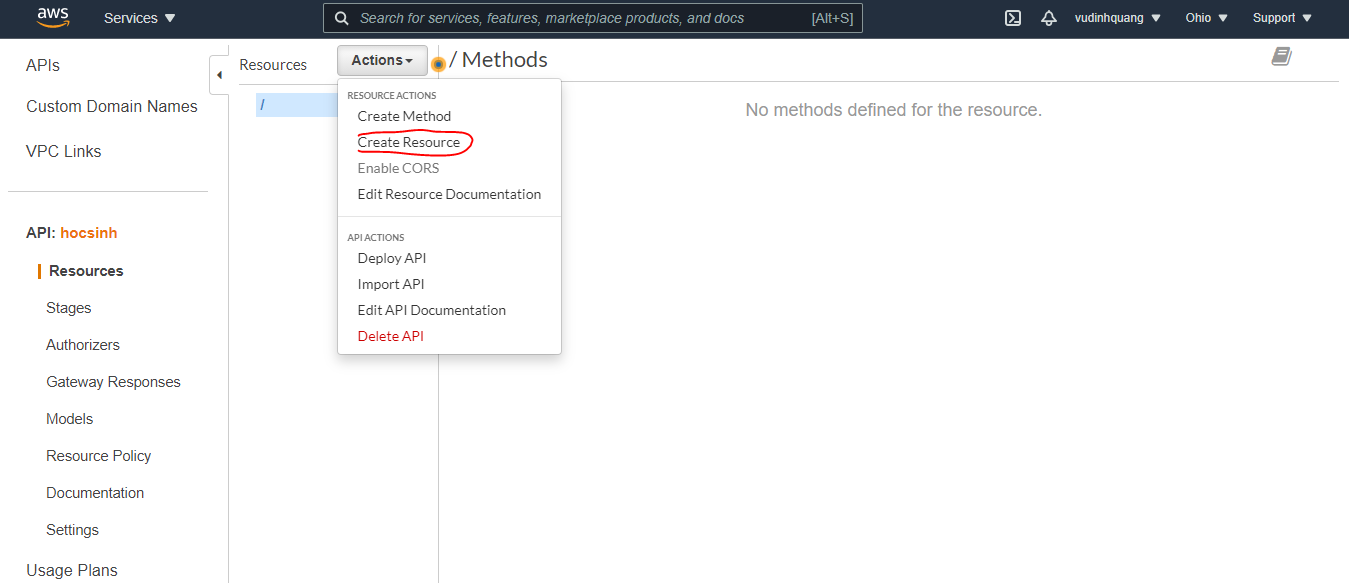 aws Services Search for services, features, marketplace products, and docs [Alt+S] vudinhquang Ohio Support
APIs
Custom Domain Names
VPC Links
API: hocsinh
Resources
Stages
Authorizers
Gateway Responses
Models
Resource Policy
Documentation
Settings
Usage Plans
Resources Actions / Methods
/
RESOURCE ACTIONS
Create Method
Create Resource
Enable CORS
Edit Resource Documentation
API ACTIONS
Deploy API
Import API
Edit API Documentation
Delete API
No methods defined for the resource.